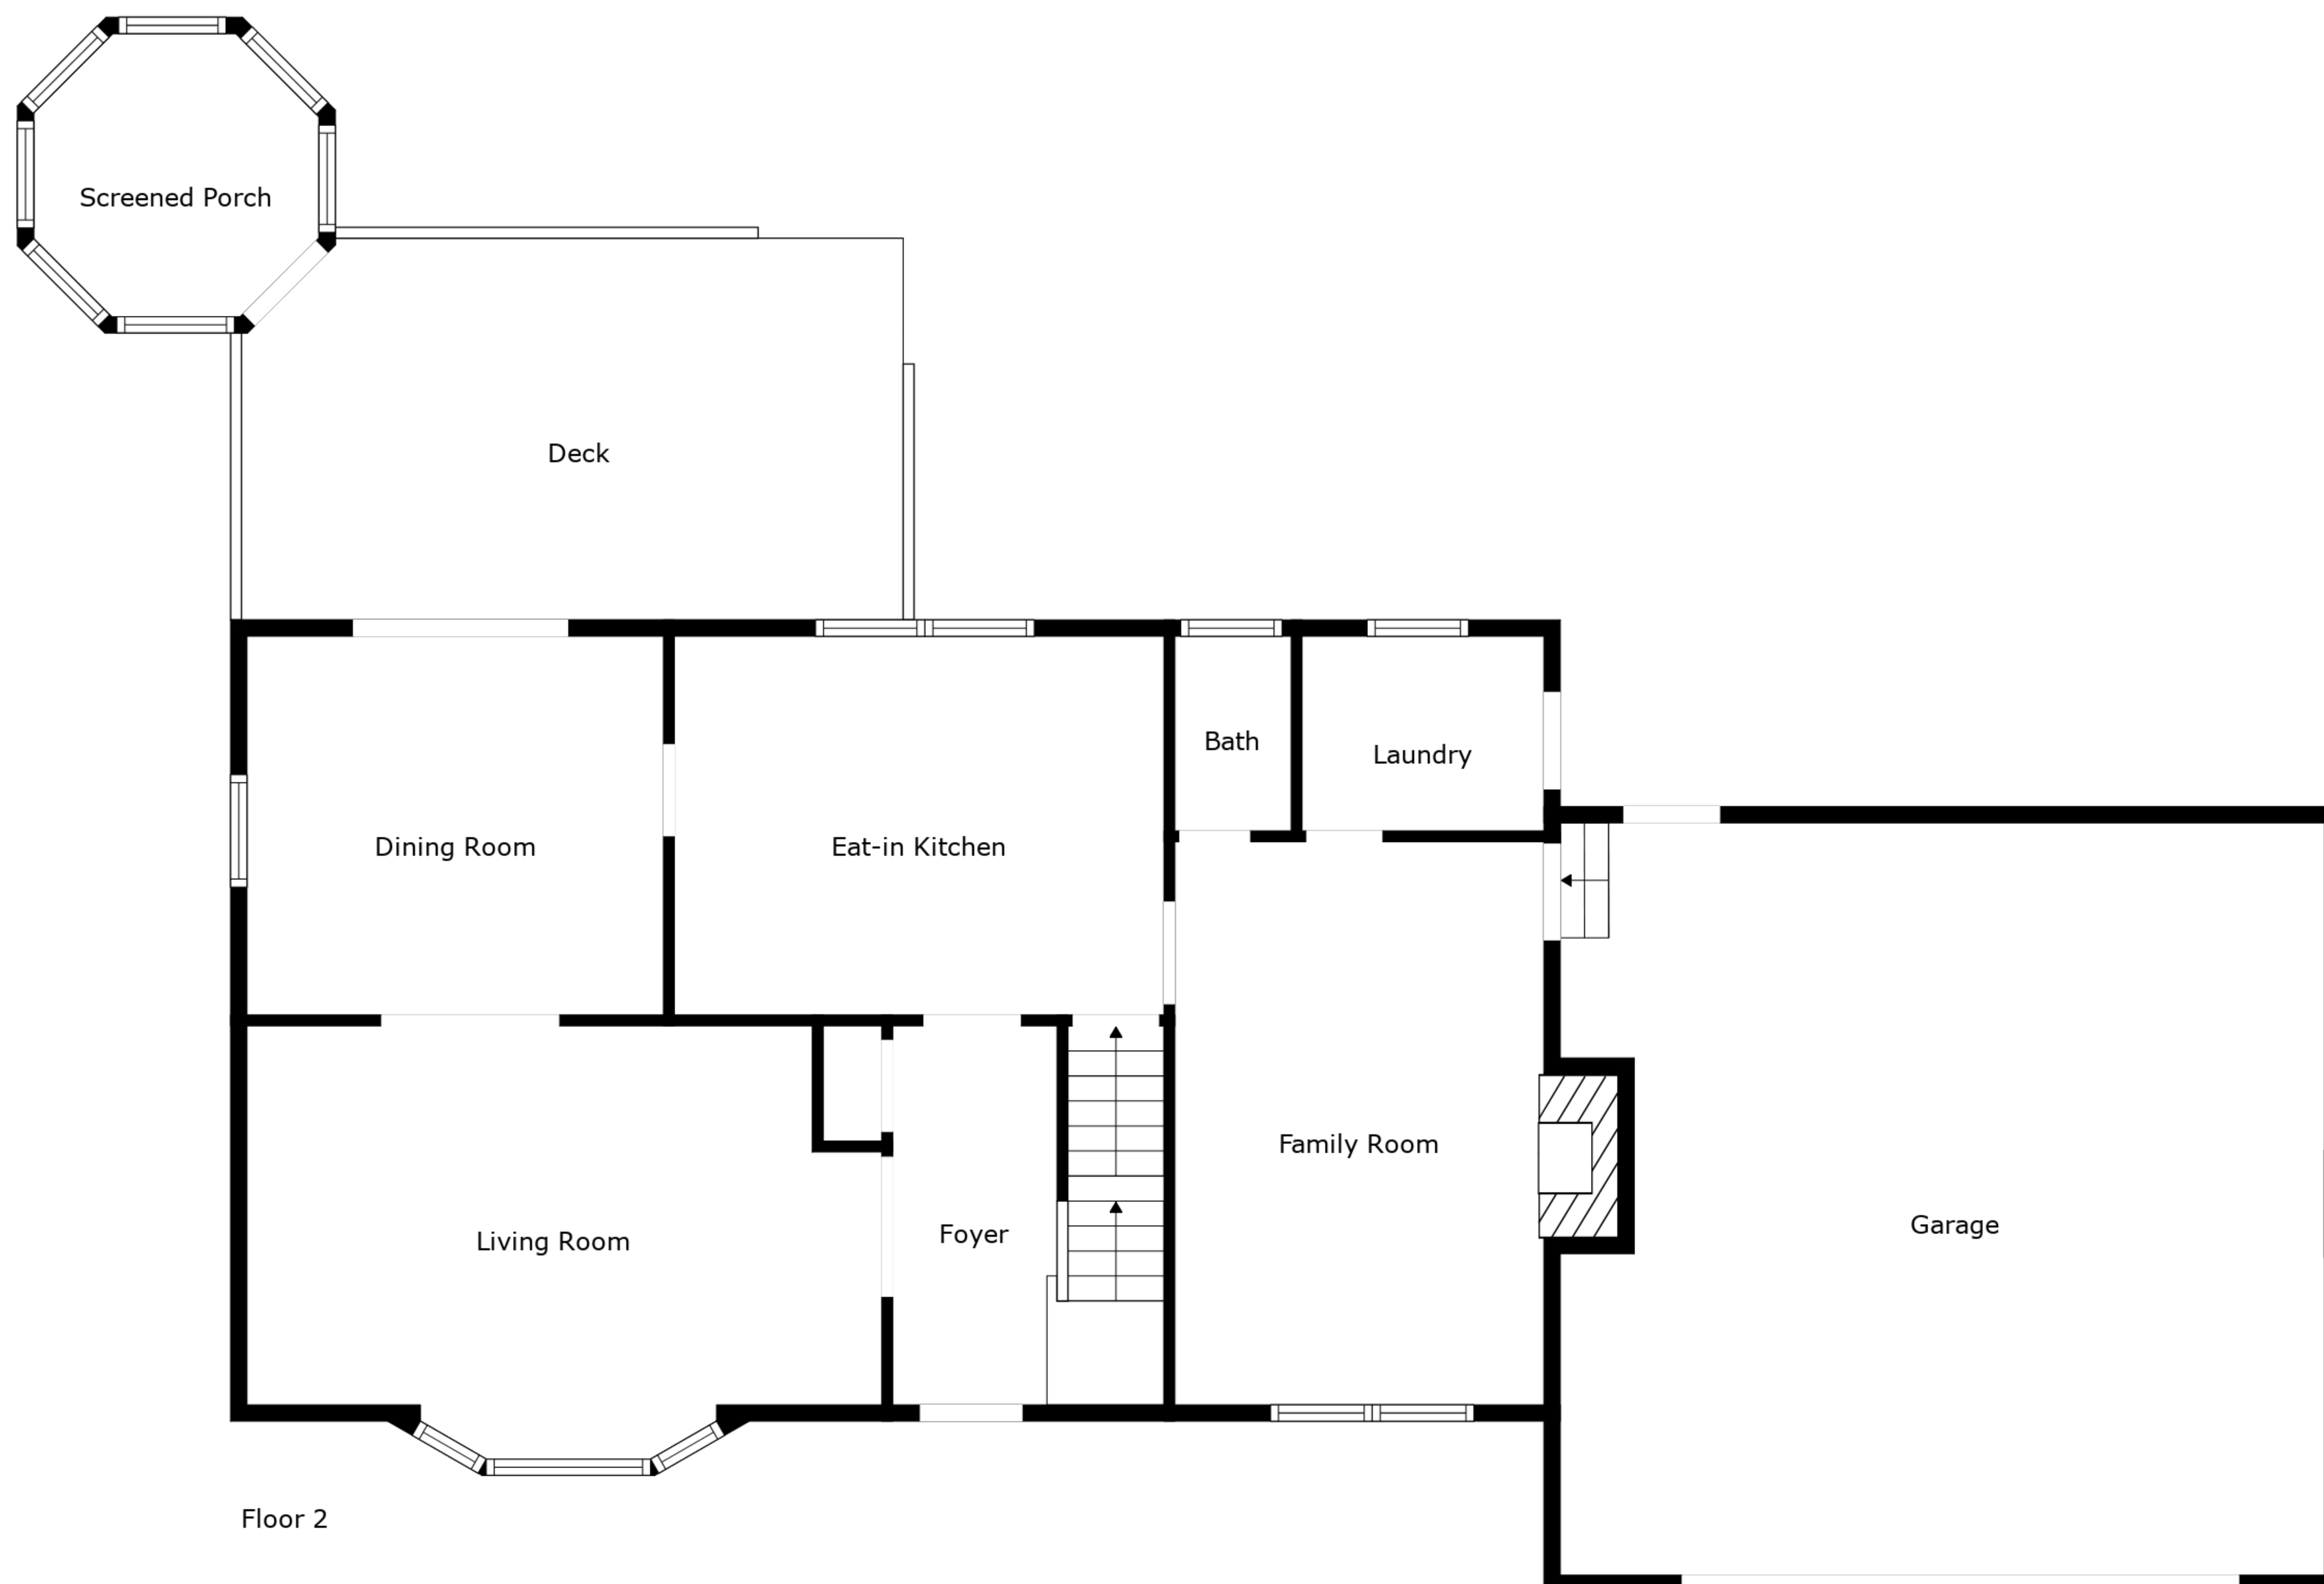 Screened Porch
Deck
Bath
Laundry
Dining Room
Eat-in Kitchen
Family Room
Living Room
Foyer
Garage
Floor 2